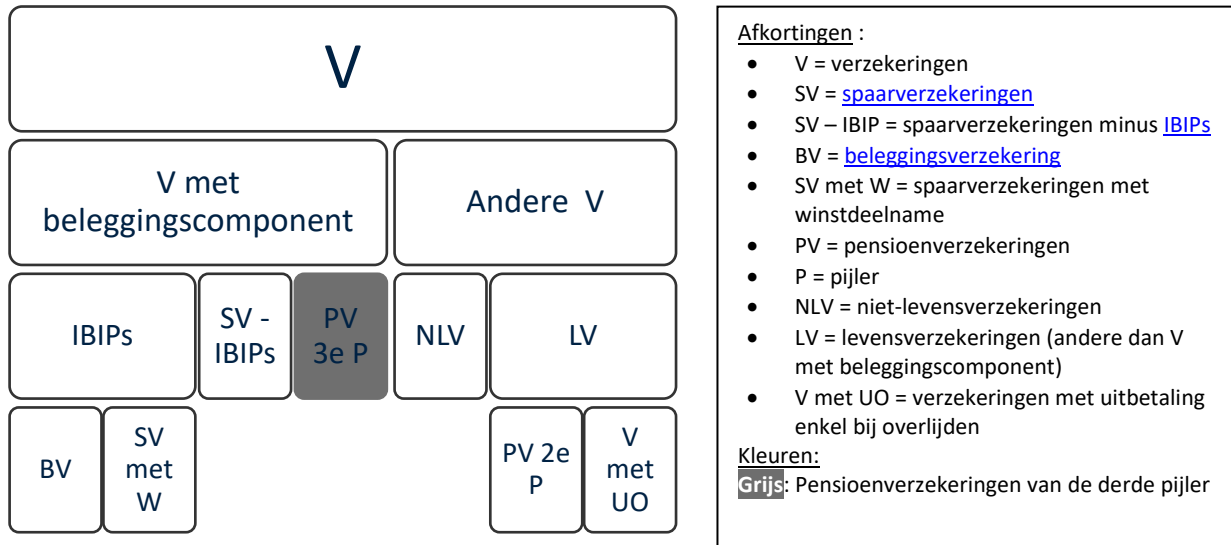 V
V met
beleggingscomponent
Andere V
IBIPs
SV -
IBIPs
PV
3e P
NLV
LV
BV
SV
met
W
PV 2e
P
V
met
UO
Afkortingen :
• V = verzekeringen
• SV = spaarverzekeringen
• SV – IBIP = spaarverzekeringen minus IBIPs
• BV = beleggingsverzekering
• SV met W = spaarverzekeringen met
winstdeelname
• PV = pensioenverzekeringen
• P = pijler
• NLV = niet-levensverzekeringen
• LV = levensverzekeringen (andere dan V
met beleggingscomponent)
• V met UO = verzekeringen met uitbetaling
enkel bij overlijden
Kleuren:
Grijs: Pensioenverzekeringen van de derde pijler